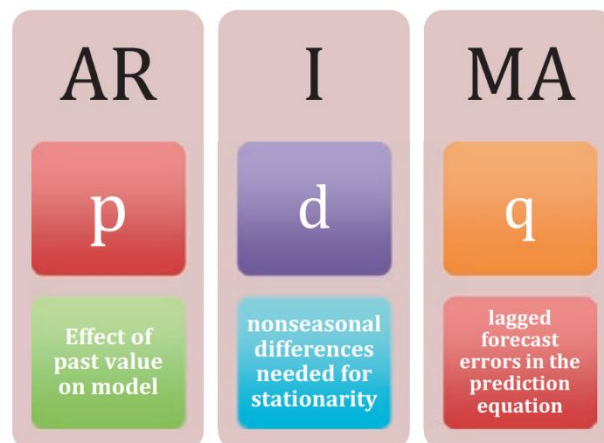 AR
p
Effect of
past value
on model
I
d
nonseasonal
differences
needed for
stationarity
MA
q
lagged
forecast
errors in the
prediction
equation